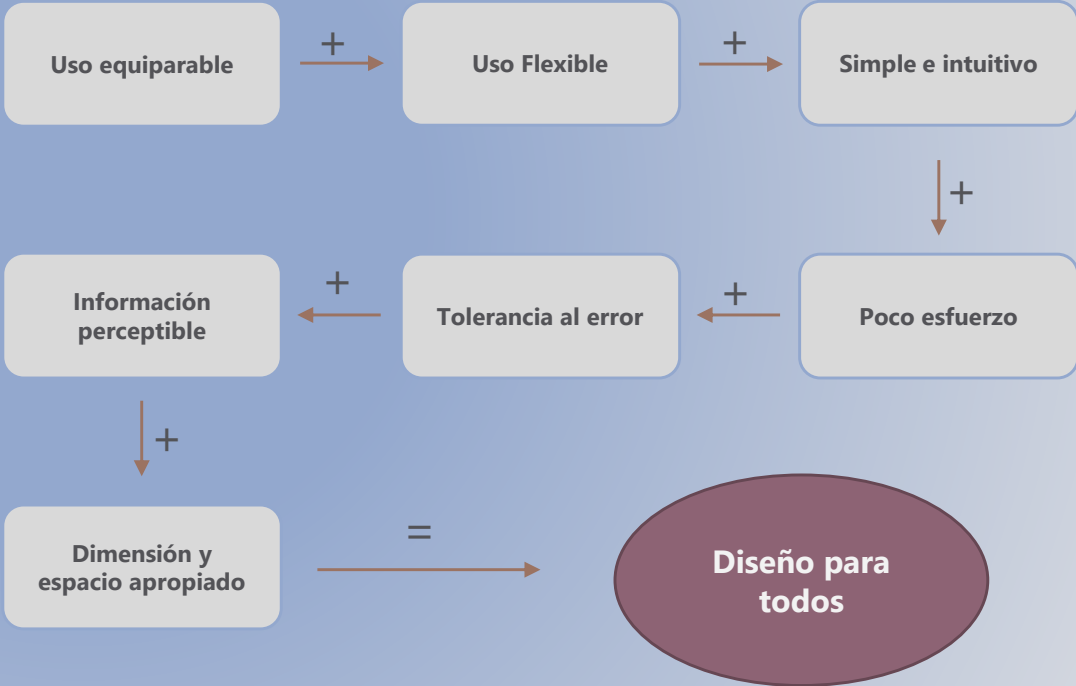 Uso equiparable
+
Uso Flexible
+
Simple e intuitivo
+
Poco esfuerzo
+
Tolerancia al error
+
Información
perceptible
+
Dimensión y
espacio apropiado
=
Diseño para
todos